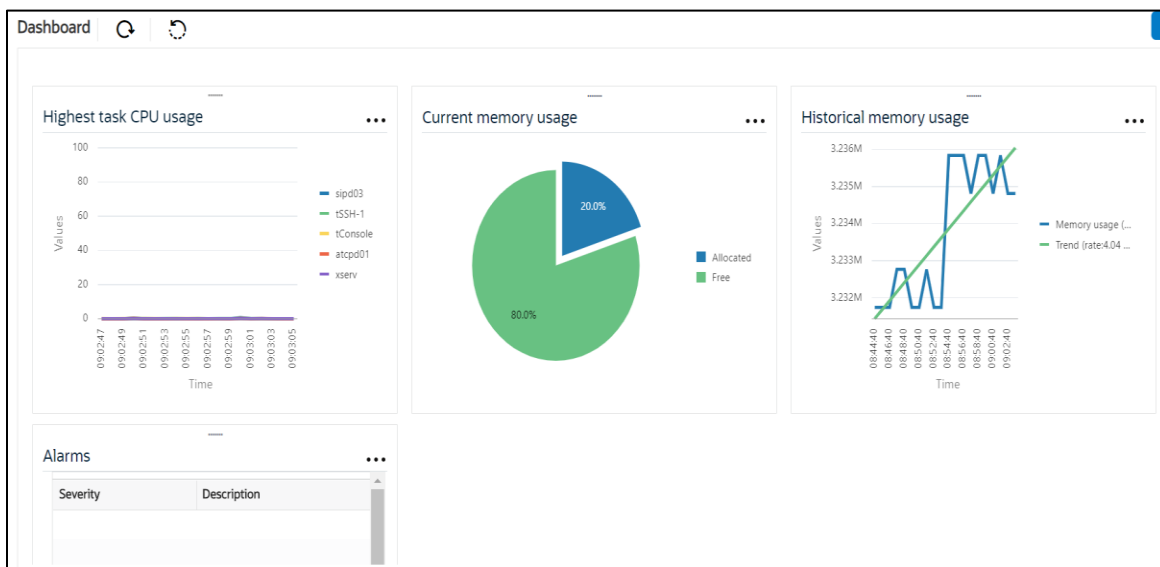 Dashboard
Highest task CPU usage
...
100
80
60
40
20
0
Values
09:02:47
09:02:49
09:02:51
09:02:53
09:02:55
09:02:57
09:02:59
09:03:01
09:03:03
09:03:05
Time
sipd03
tSSH-1
tConsole
atcpd01
xserv
Current memory usage
...
20.0%
80.0%
Allocated
Free
Historical memory usage
...
3.236M
3.235M
3.234M
3.233M
3.232M
Values
08:44:40
08:46:40
08:48:40
08:50:40
08:52:40
08:54:40
08:56:40
08:58:40
09:00:40
09:02:40
Time
Memory usage (...
Trend (rate:4.04 ...
Alarms
...
Severity Description